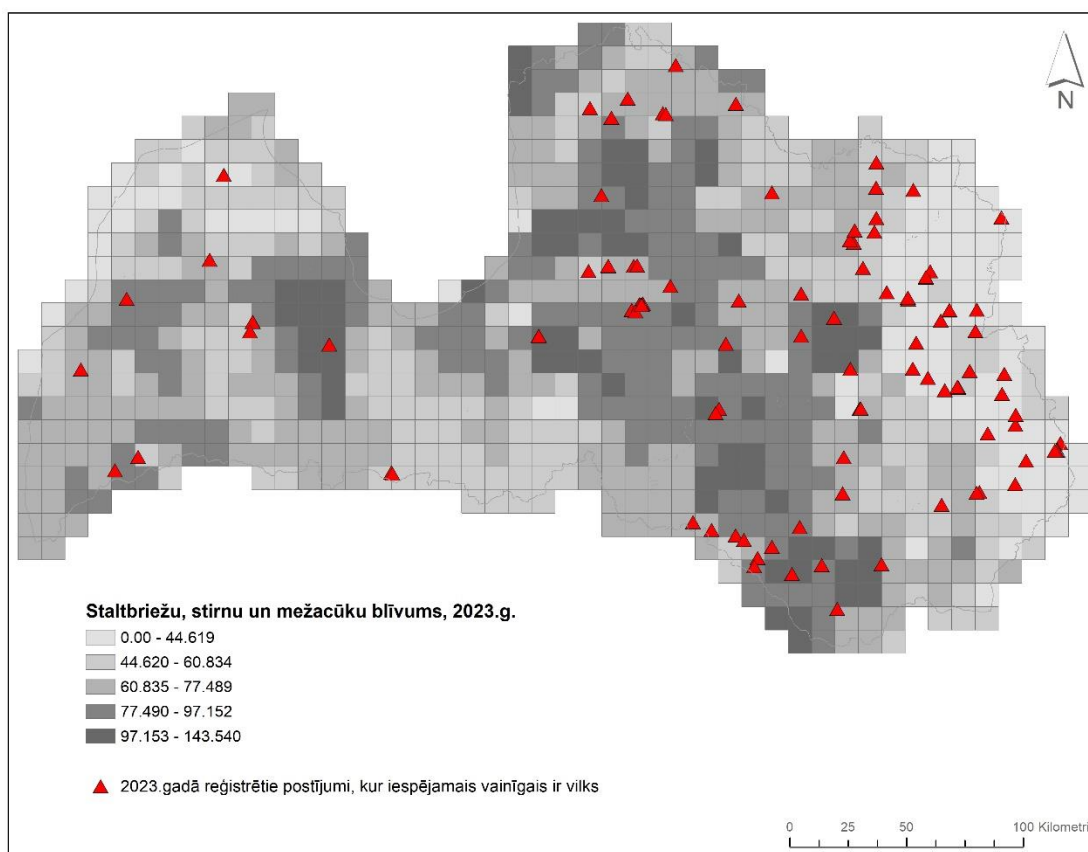 N
Staltbriežu, stirnu un mežacūku blīvums, 2023.g.
0.00 - 44.619
44.620 - 60.834
60.835 - 77.489
77.490 - 97.152
97.153 - 143.540
2023.gadā reģistrētie postījumi, kur iespējamais vainīgais ir vilks
0 25 50 100 Kilometri